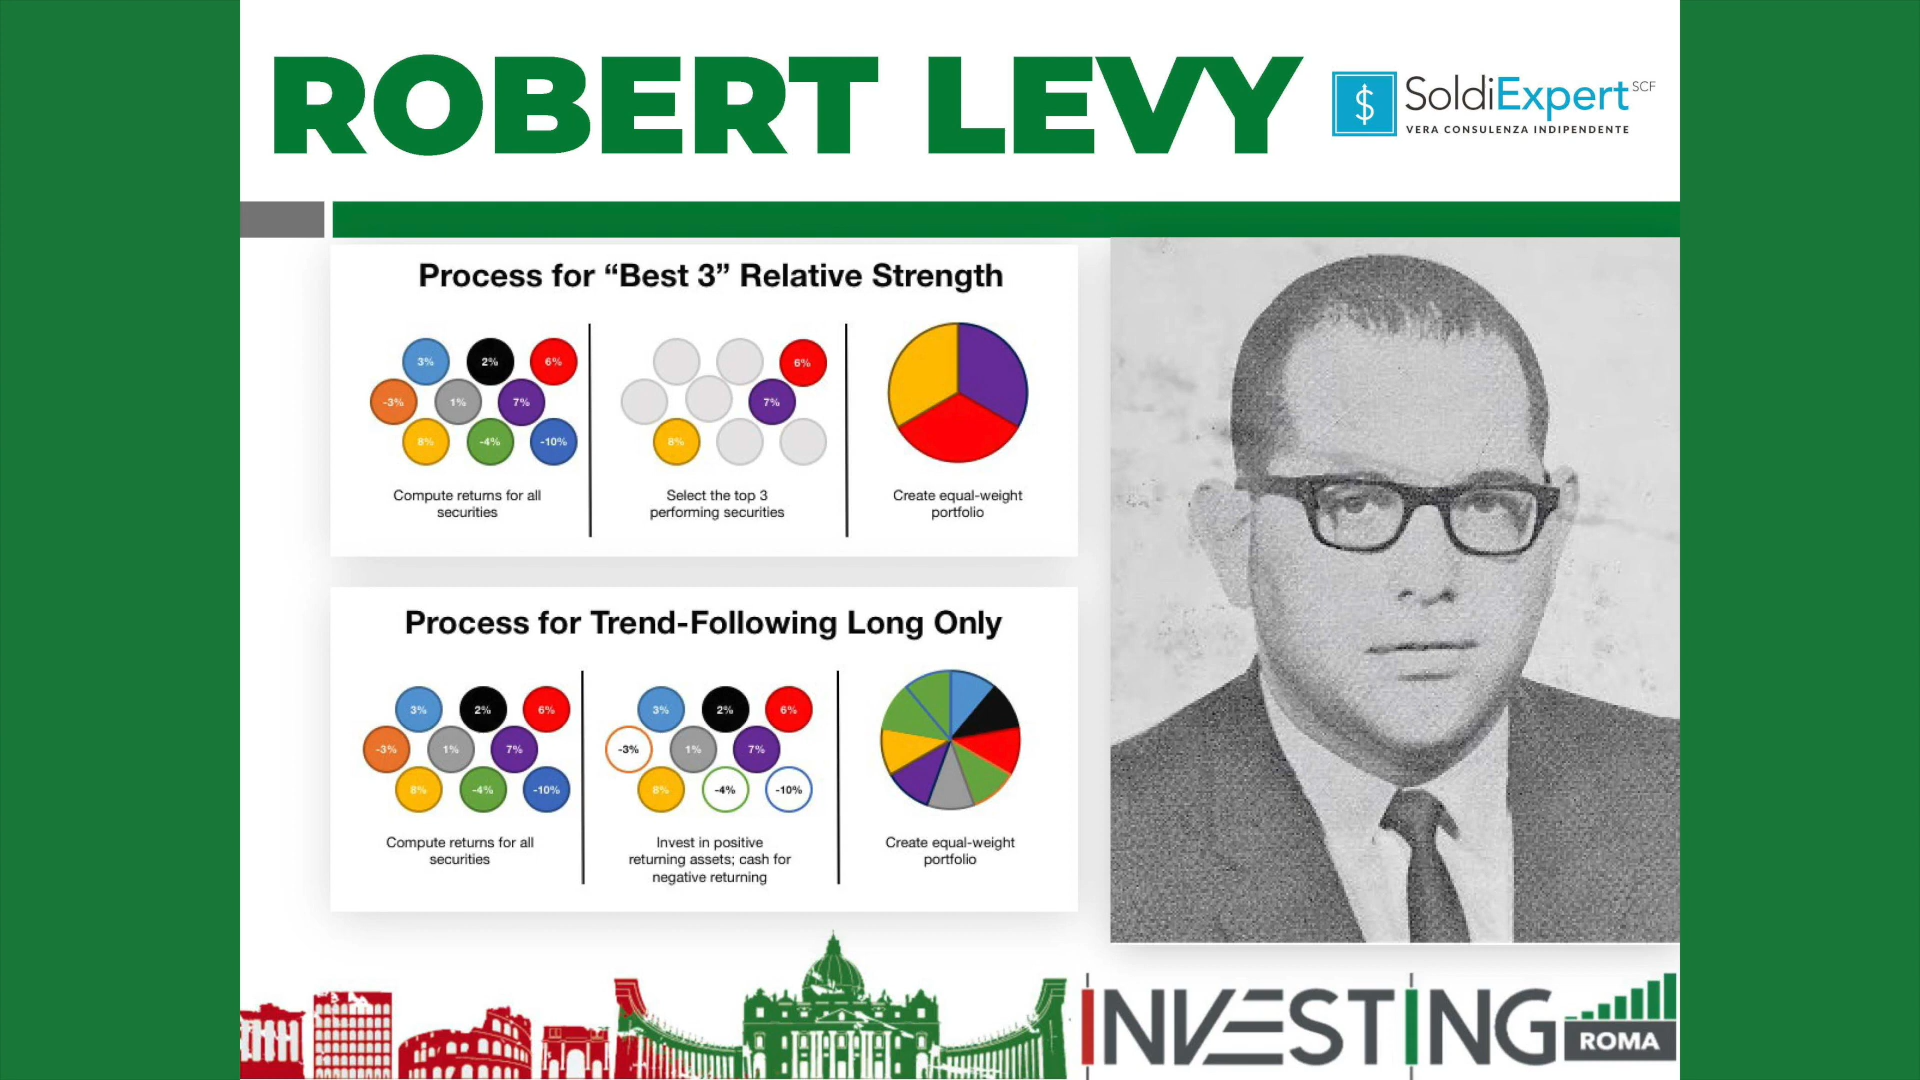 ROBERT LEVY
$ SoldiExpert SCF
VERA CONSULENZA INDIPENDENTE
Process for “Best 3” Relative Strength
3% 2% 6%
-3% 1% 7%
8% -4% -10%
Compute returns for all
securities
6%
7%
8%
Select the top 3
performing securities
Create equal-weight
portfolio
Process for Trend-Following Long Only
3% 2% 6%
-3% 1% 7%
8% -4% -10%
Compute returns for all
securities
3% 2% 6%
-3% 1% 7%
8% -4% -10%
Invest in positive
returning assets; cash for
negative returning
Create equal-weight
portfolio
INVESTING
ROMA